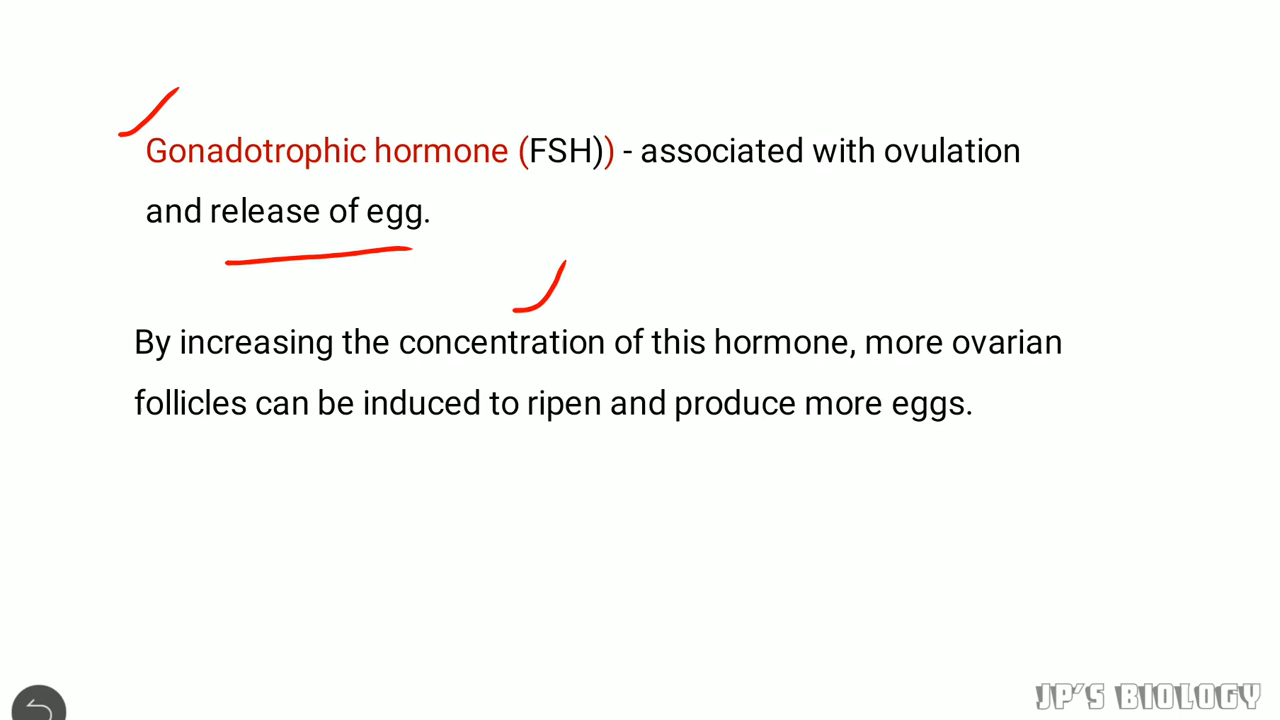 Gonadotrophic hormone (FSH)) - associated with ovulation
and release of egg.
By increasing the concentration of this hormone, more ovarian
follicles can be induced to ripen and produce more eggs.
JP'S BIOLOGY